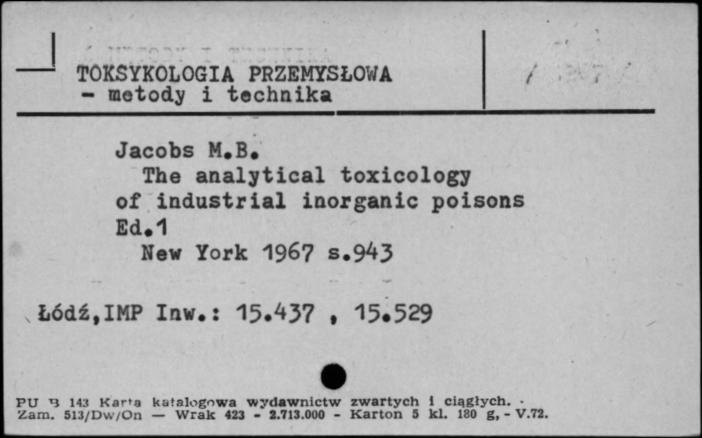 TOKSYKOLOGIA PRZEMYSŁOWA
- metody i technika
Jacobs M.B.
The analytical toxicology
of industrial inorganic poisons
Ed.1
New York 1967 s.943
Łódź,IMP Inw.: 15.437 , 15.529
PU B 143 Karta katalogowa wydawnictw zwartych i ciągłych.
Zam. 513/Dw/On — Wrak 423 - 2.713.000 - Karton 5 kl. 180 g, - V.72.